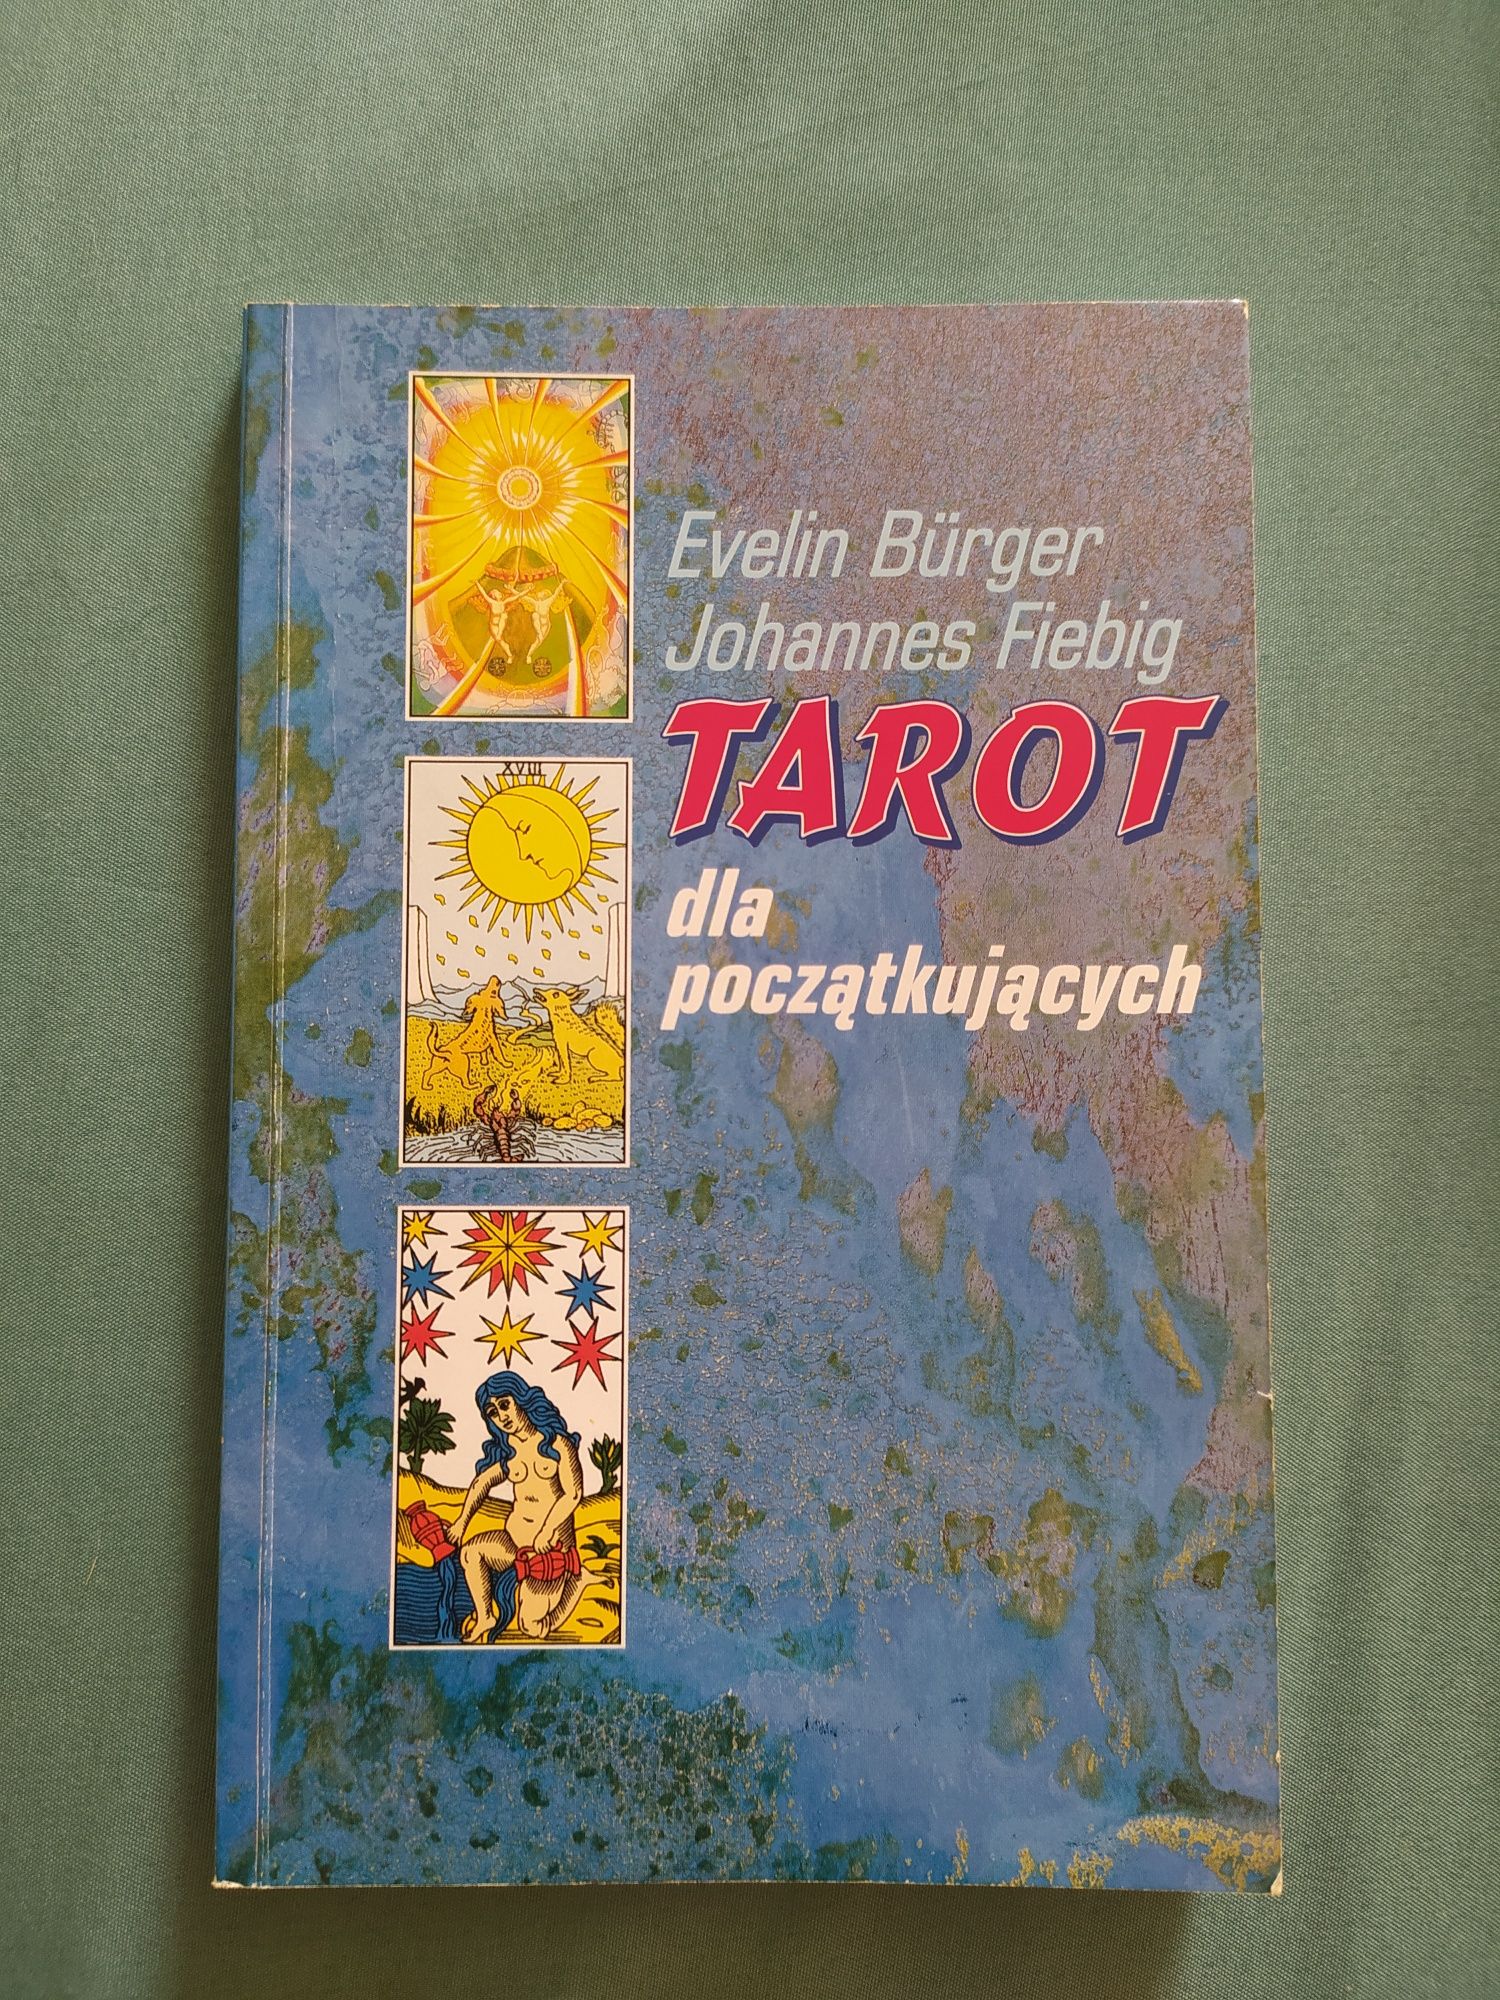 Evelin Bürger
Johannes Fiebig
TAROT
dla
początkujących
XVIII